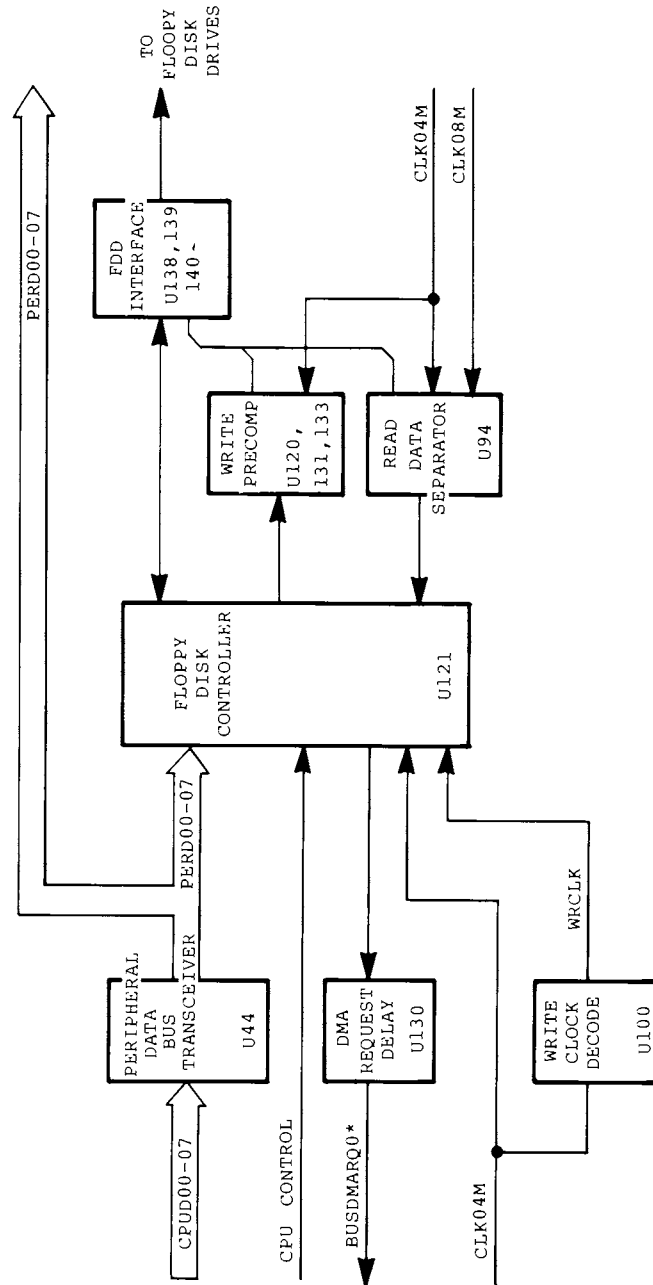 CPUD00-07
PERIPHERAL
DATA
BUS
TRANSCEIVER
U44
PERD00-07
PERD00-07
CPU CONTROL
BUSDMARQ0*
DMA
REQUEST
DELAY
U130
CLK04M
WRITE
CLOCK
DECODE
U100
WRCLK
FLOPPY
DISK
CONTROLLER
U121
WRITE
PRECOMP
U120,
131,133
READ
DATA
SEPARATOR
U94
FDD
INTERFACE
U138,139
140~
TO
FLOOPY
DISK
DRIVES
CLK04M
CLK08M